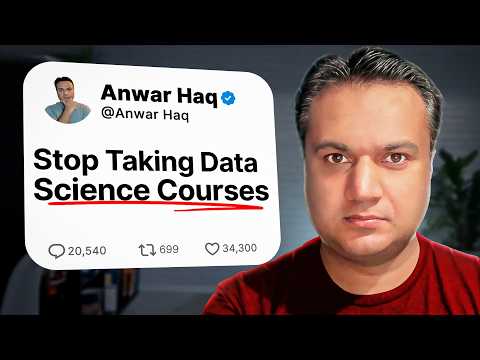 Anwar Haq
@Anwar Haq
Stop Taking Data
Science Courses
20,540 699 34,300